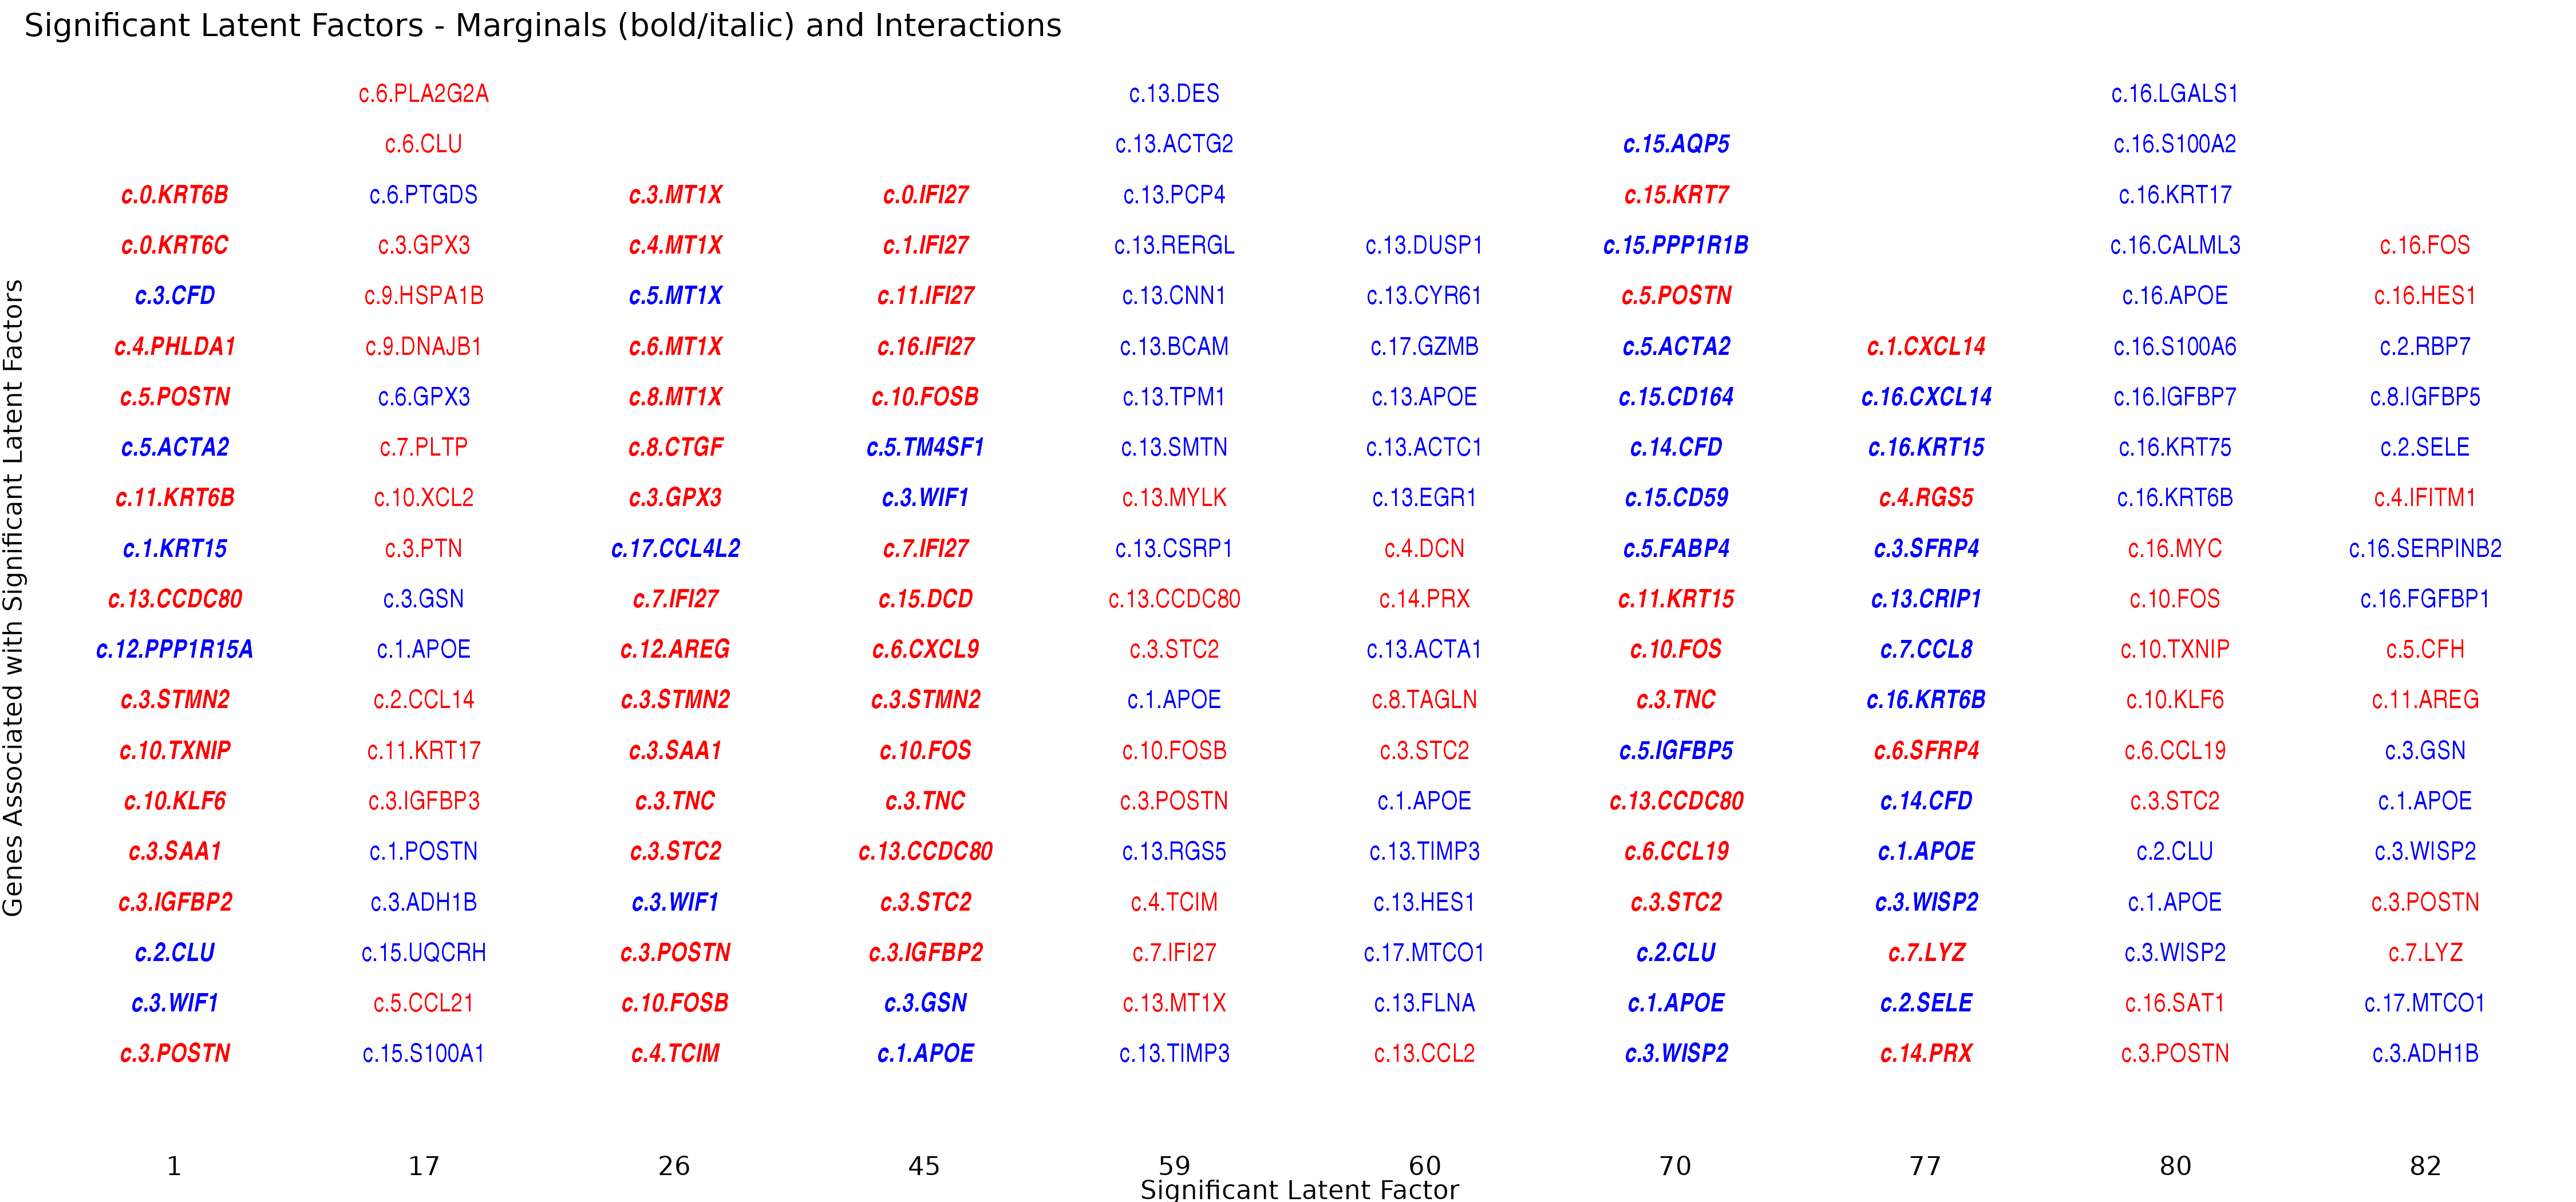 Significant Latent Factors - Marginals (bold/italic) and Interactions
Genes Associated with Significant Latent Factors
c.6.PLA2G2A c.13.DES c.16.LGALS1
c.6.CLU c.13.ACTG2 c.15.AQP5 c.16.S100A2
c.0.KRT6B c.6.PTGDS c.3.MT1X c.0.IFI27 c.13.PCP4 c.15.KRT7 c.16.KRT17
c.0.KRT6C c.3.GPX3 c.4.MT1X c.1.IFI27 c.13.RERGL c.13.DUSP1 c.15.PPP1R1B c.16.CALML3 c.16.FOS
c.3.CFD c.9.HSPA1B c.5.MT1X c.11.IFI27 c.13.CNN1 c.13.CYR61 c.5.POSTN c.16.APOE c.16.HES1
c.4.PHLDA1 c.9.DNAJB1 c.6.MT1X c.16.IFI27 c.13.BCAM c.17.GZMB c.5.ACTA2 c.1.CXCL14 c.16.S100A6 c.2.RBP7
c.5.POSTN c.6.GPX3 c.8.MT1X c.10.FOSB c.13.TPM1 c.13.APOE c.15.CD164 c.16.CXCL14 c.16.IGFBP7 c.8.IGFBP5
c.5.ACTA2 c.7.PLTP c.8.CTGF c.5.TM4SF1 c.13.SMTN c.13.ACTC1 c.14.CFD c.16.KRT15 c.16.KRT75 c.2.SELE
c.11.KRT6B c.10.XCL2 c.3.GPX3 c.3.WIF1 c.13.MYLK c.13.EGR1 c.15.CD59 c.4.RGS5 c.16.KRT6B c.4.IFITM1
c.1.KRT15 c.3.PTN c.17.CCL4L2 c.7.IFI27 c.13.CSRP1 c.4.DCN c.5.FABP4 c.3.SFRP4 c.16.MYC c.16.SERPINB2
c.13.CCDC80 c.3.GSN c.7.IFI27 c.15.DCD c.13.CCDC80 c.14.PRX c.11.KRT15 c.13.CRIP1 c.10.FOS c.16.FGFBP1
c.12.PPP1R15A c.1.APOE c.12.AREG c.6.CXCL9 c.3.STC2 c.13.ACTA1 c.10.FOS c.7.CCL8 c.10.TXNIP c.5.CFH
c.3.STMN2 c.2.CCL14 c.3.STMN2 c.3.STMN2 c.1.APOE c.8.TAGLN c.3.TNC c.16.KRT6B c.10.KLF6 c.11.AREG
c.10.TXNIP c.11.KRT17 c.3.SAA1 c.10.FOS c.10.FOSB c.3.STC2 c.5.IGFBP5 c.6.SFRP4 c.6.CCL19 c.3.GSN
c.10.KLF6 c.3.IGFBP3 c.3.TNC c.3.TNC c.3.POSTN c.1.APOE c.13.CCDC80 c.14.CFD c.3.STC2 c.1.APOE
c.3.SAA1 c.1.POSTN c.3.STC2 c.13.CCDC80 c.13.RGS5 c.13.TIMP3 c.6.CCL19 c.1.APOE c.2.CLU c.3.WISP2
c.3.IGFBP2 c.3.ADH1B c.3.WIF1 c.3.STC2 c.4.TCIM c.13.HES1 c.3.STC2 c.3.WISP2 c.1.APOE c.3.POSTN
c.2.CLU c.15.UQCRH c.3.POSTN c.3.IGFBP2 c.7.IFI27 c.17.MTCO1 c.2.CLU c.7.LYZ c.3.WISP2 c.7.LYZ
c.3.WIF1 c.5.CCL21 c.10.FOSB c.3.GSN c.13.MT1X c.13.FLNA c.1.APOE c.2.SELE c.16.SAT1 c.17.MTCO1
c.3.POSTN c.15.S100A1 c.4.TCIM c.1.APOE c.13.TIMP3 c.13.CCL2 c.3.WISP2 c.14.PRX c.3.POSTN c.3.ADH1B
1 17 26 45 59 60 70 77 80 82
Significant Latent Factor